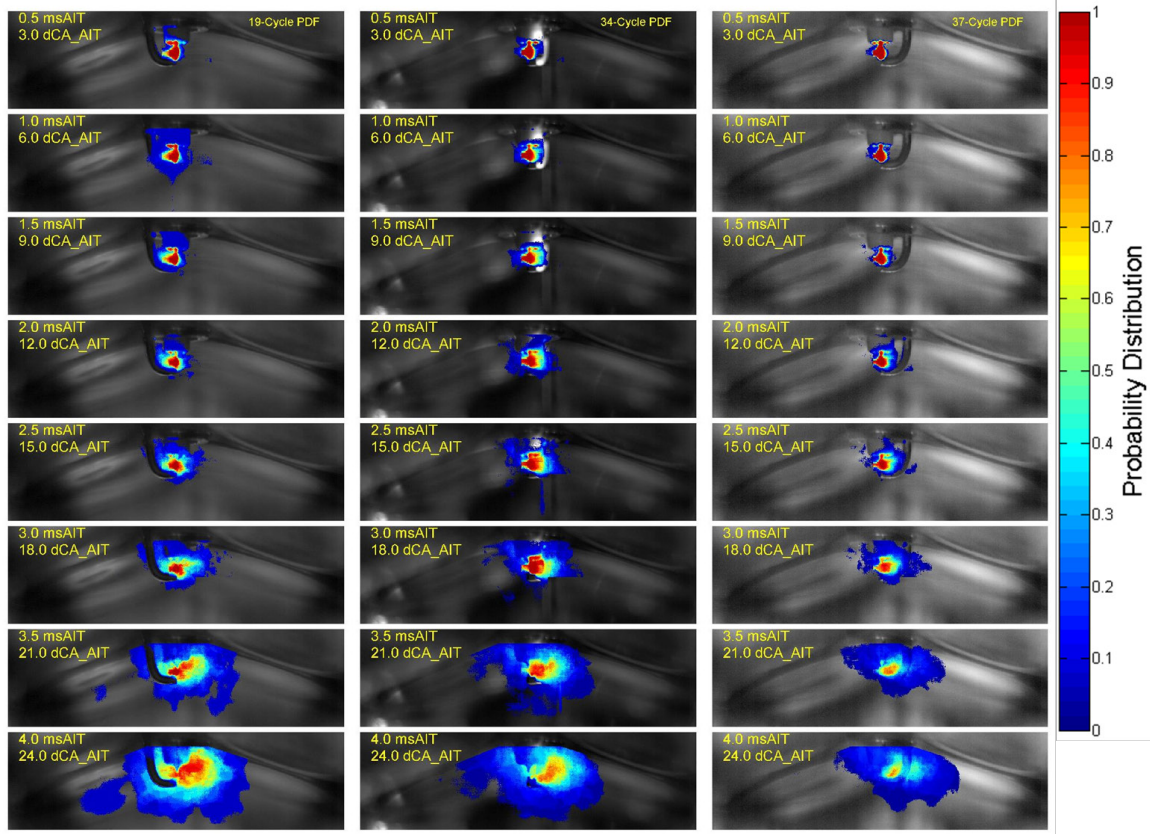 0.5 msAIT
3.0 dCA_AIT
19-Cycle PDF
0.5 msAIT
3.0 dCA_AIT
34-Cycle PDF
0.5 msAIT
3.0 dCA_AIT
37-Cycle PDF
1.0 msAIT
6.0 dCA_AIT
1.0 msAIT
6.0 dCA_AIT
1.0 msAIT
6.0 dCA_AIT
1.5 msAIT
9.0 dCA_AIT
1.5 msAIT
9.0 dCA_AIT
1.5 msAIT
9.0 dCA_AIT
2.0 msAIT
12.0 dCA_AIT
2.0 msAIT
12.0 dCA_AIT
2.0 msAIT
12.0 dCA_AIT
2.5 msAIT
15.0 dCA_AIT
2.5 msAIT
15.0 dCA_AIT
2.5 msAIT
15.0 dCA_AIT
3.0 msAIT
18.0 dCA_AIT
3.0 msAIT
18.0 dCA_AIT
3.0 msAIT
18.0 dCA_AIT
3.5 msAIT
21.0 dCA_AIT
3.5 msAIT
21.0 dCA_AIT
3.5 msAIT
21.0 dCA_AIT
4.0 msAIT
24.0 dCA_AIT
4.0 msAIT
24.0 dCA_AIT
4.0 msAIT
24.0 dCA_AIT
1
0.9
0.8
0.7
0.6
0.5
0.4
0.3
0.2
0.1
0
Probability Distribution